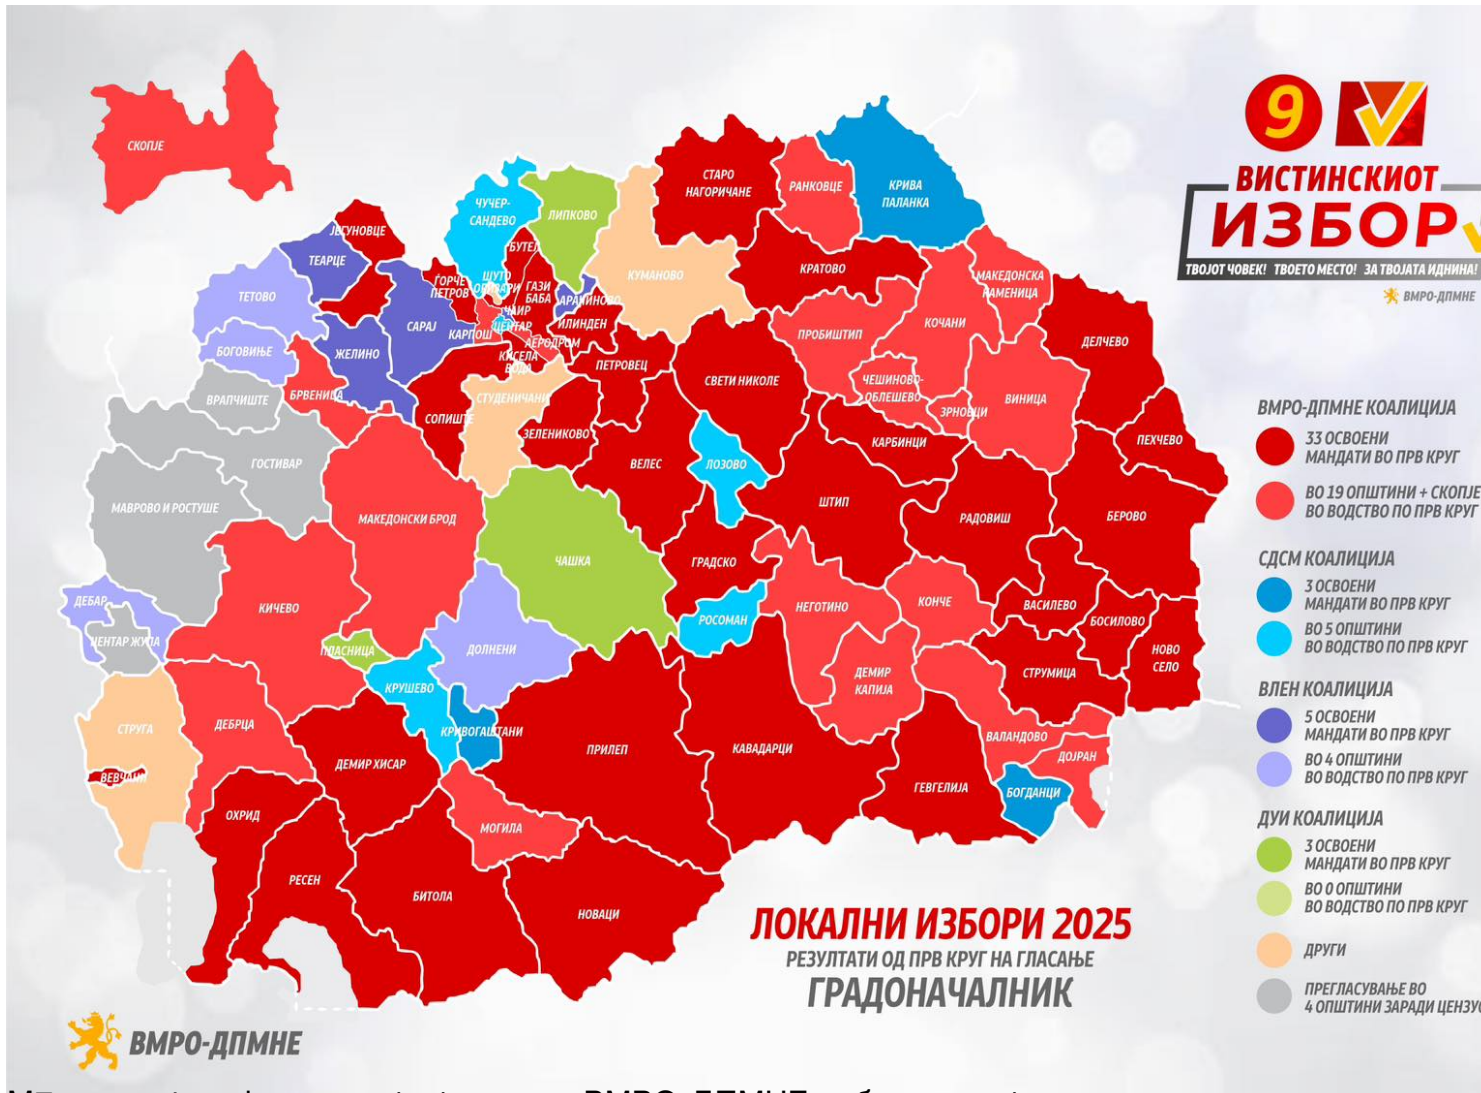 СКОПЈЕ
9
ВИСТИНСКИОТ
ИЗБОР
ТВОЈОТ ЧОВЕК! ТВОЕТО МЕСТО! ЗА ТВОЈАТА ИДНИНА!
ВМРО-ДПМНЕ
СТАРО
НАГОРИЧАНЕ
РАНКОВЦЕ
КРИВА
ПАЛАНКА
ЧУЧЕР-
САНДЕВО
ЛИПКОВО
ЈЕГУНОВЦЕ
ТЕАРЦЕ
БУТЕЛ
КУМАНОВО
КРАТОВО
МАКЕДОНСКА
КАМЕНИЦА
ТЕТОВО
ЃОРЧЕ
ПЕТРОВ
ШУТО
ОРИЗАРИ
ГАЗИ
БАБА
АРАЧИНОВО
САРАЈ
КАРПОШ
ЧАИР
ЦЕНТАР
ИЛИНДЕН
ПРОБИШТИП
КОЧАНИ
ДЕЛЧЕВО
БОГОВИЊЕ
ЖЕЛИНО
АЕРОДРОМ
КИСЕЛА
ВОДА
ПЕТРОВЕЦ
СВЕТИ НИКОЛЕ
ЧЕШИНОВО-
ОБЛЕШЕВО
ВРАПЧИШТЕ
БРВЕНИЦА
СОПИШТЕ
СТУДЕНИЧАНИ
ЗРНОВЦИ
ВИНИЦА
ЗЕЛЕНИКОВО
КАРБИНЦИ
ПЕХЧЕВО
ГОСТИВАР
ВЕЛЕС
ЛОЗОВО
МАВРОВО И РОСТУШЕ
МАКЕДОНСКИ БРОД
ШТИП
РАДОВИШ
БЕРОВО
ЧАШКА
ГРАДСКО
ДЕБАР
КИЧЕВО
НЕГОТИНО
КОНЧЕ
ВАСИЛЕВО
БОСИЛОВО
РОСОМАН
ЦЕНТАР ЖУПА
ПЛАСНИЦА
ДОЛНЕНИ
ДЕМИР
КАПИЈА
НОВО
СЕЛО
СТРУМИЦА
КРУШЕВО
СТРУГА
ДЕБРЦА
КРИВОГАШТАНИ
ПРИЛЕП
КАВАДАРЦИ
ВАЛАНДОВО
ДОЈРАН
ВЕВЧАНИ
ДЕМИР ХИСАР
ГЕВГЕЛИЈА
БОГДАНЦИ
ОХРИД
МОГИЛА
РЕСЕН
БИТОЛА
НОВАЦИ
ВМРО-ДПМНЕ КОАЛИЦИЈА
33 ОСВОЕНИ
МАНДАТИ ВО ПРВ КРУГ
ВО 19 ОПШТИНИ + СКОПЈЕ
ВО ВОДСТВО ПО ПРВ КРУГ
СДСМ КОАЛИЦИЈА
3 ОСВОЕНИ
МАНДАТИ ВО ПРВ КРУГ
ВО 5 ОПШТИНИ
ВО ВОДСТВО ПО ПРВ КРУГ
ВЛЕН КОАЛИЦИЈА
5 ОСВОЕНИ
МАНДАТИ ВО ПРВ КРУГ
ВО 4 ОПШТИНИ
ВО ВОДСТВО ПО ПРВ КРУГ
ДУИ КОАЛИЦИЈА
3 ОСВОЕНИ
МАНДАТИ ВО ПРВ КРУГ
ВО 0 ОПШТИНИ
ВО ВОДСТВО ПО ПРВ КРУГ
ДРУГИ
ПРЕГЛАСУВАЊЕ ВО
4 ОПШТИНИ ЗАРАДИ ЦЕНЗУС
ЛОКАЛНИ ИЗБОРИ 2025
РЕЗУЛТАТИ ОД ПРВ КРУГ НА ГЛАСАЊЕ
ГРАДОНАЧАЛНИК
ВМРО-ДПМНЕ